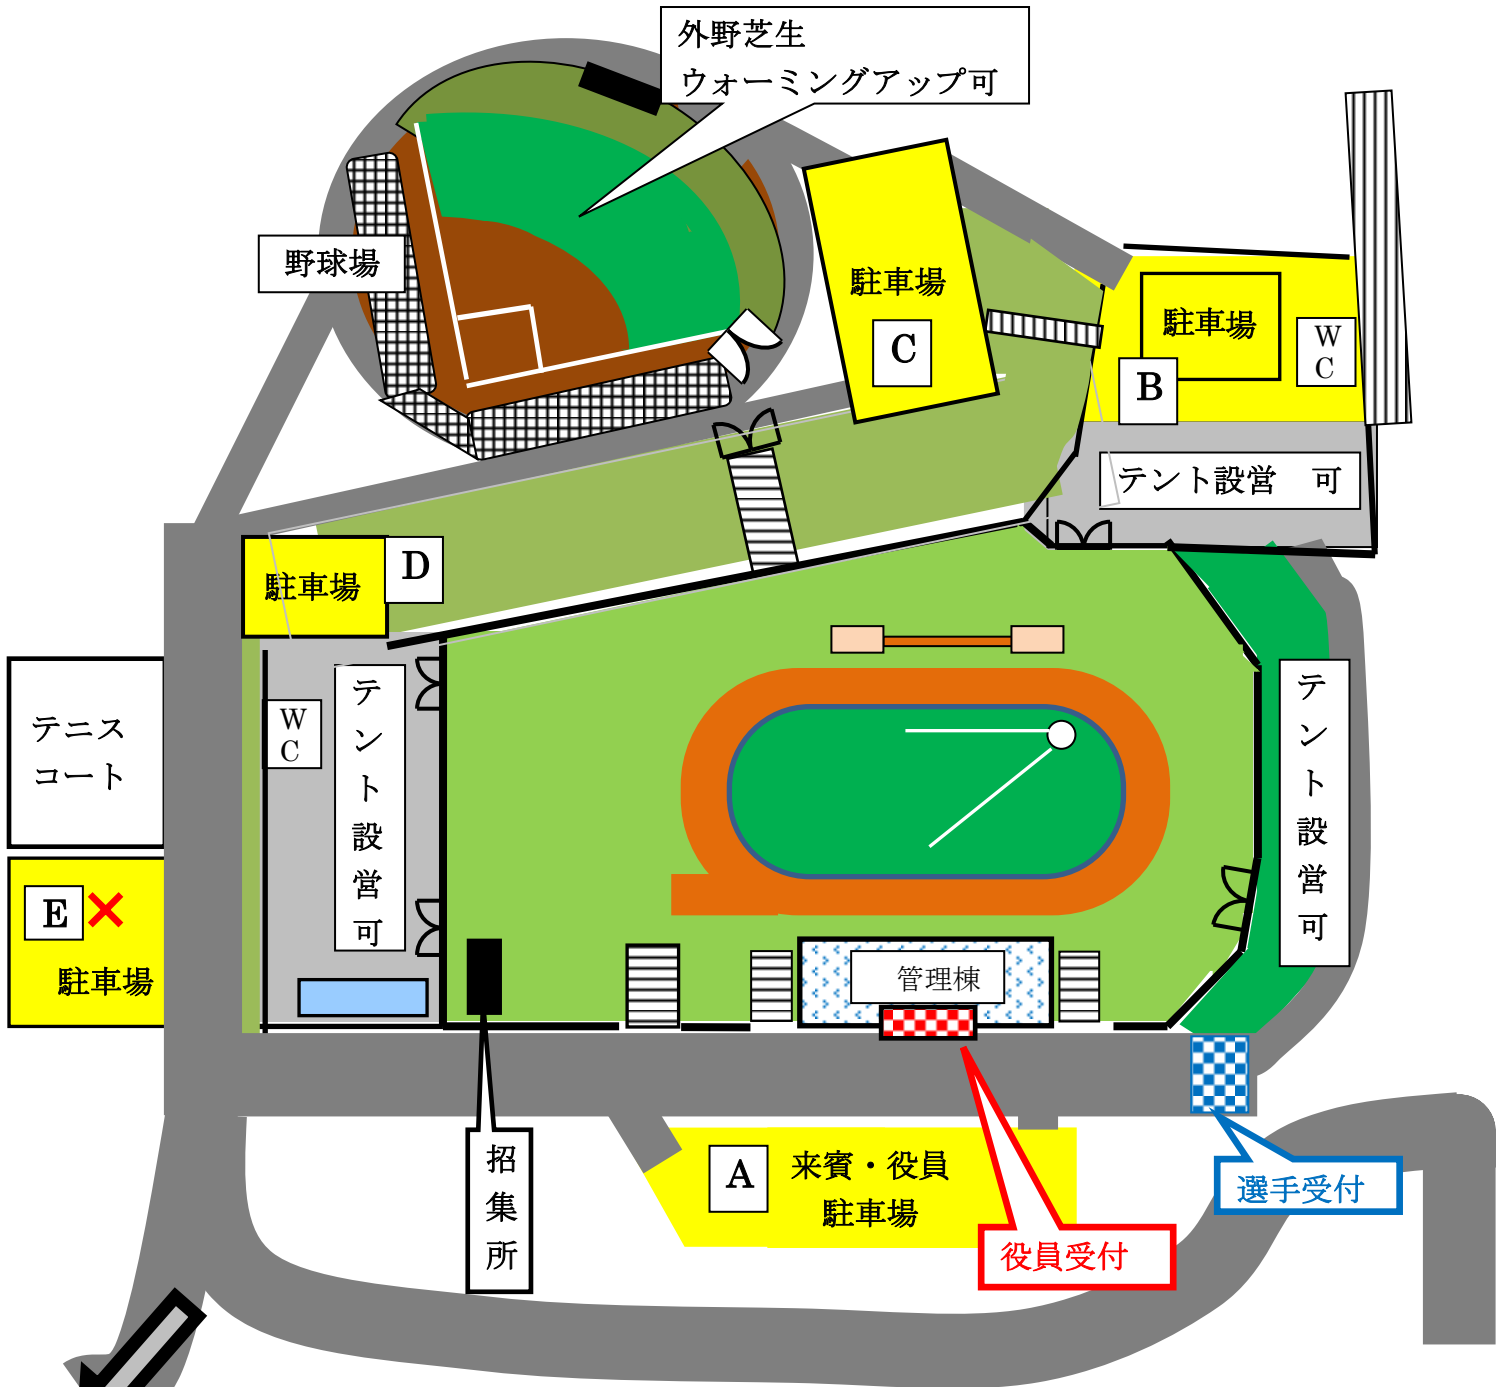 外野芝生
ウォーミングアップ可
野球場
駐車場
C
駐車場
B
W
C
テント設営　可
駐車場
D
テニス
コート
W
C
テント設営可
テント設営可
E
×
駐車場
管理棟
招集所
A
来賓・役員
駐車場
役員受付
選手受付